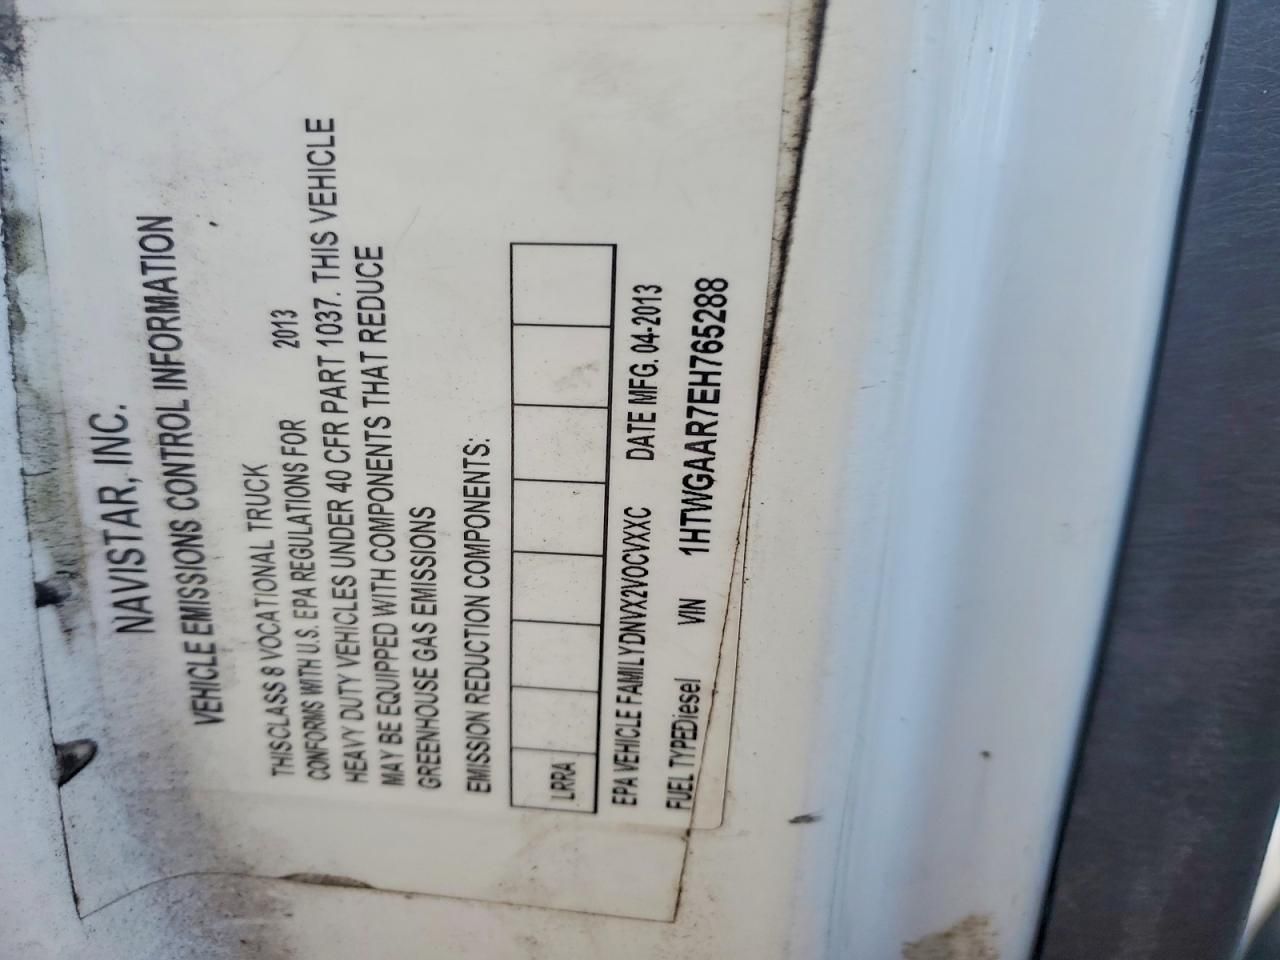 NAVISTAR, INC.
VEHICLE EMISSIONS CONTROL INFORMATION
THISCLASS 8 VOCATIONAL TRUCK
CONFORMS WITH U.S. EPA REGULATIONS FOR 2013
HEAVY DUTY VEHICLES UNDER 40 CFR PART 1037. THIS VEHICLE
MAY BE EQUIPPED WITH COMPONENTS THAT REDUCE
GREENHOUSE GAS EMISSIONS
EMISSION REDUCTION COMPONENTS:
LRRA
EPA VEHICLE FAMILYDNVX2VOCVXXC DATE MFG. 04-2013
FUEL TYPEDiesel VIN 1HTWGAAR7EH765288